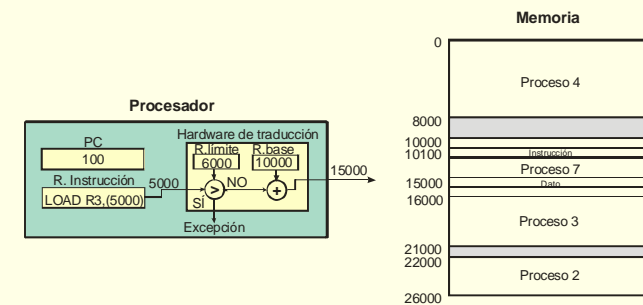 Memoria
0
Proceso 4
8000
10000
10100
Instrucción
Proceso 7
15000
Dato
16000
Proceso 3
21000
22000
Proceso 2
26000
Procesador
PC
100
R. Instrucción
LOAD R3,(5000)
5000
Hardware de traducción
R.límite
R.base
6000
10000
>
NO
+
SÍ
Excepción
15000